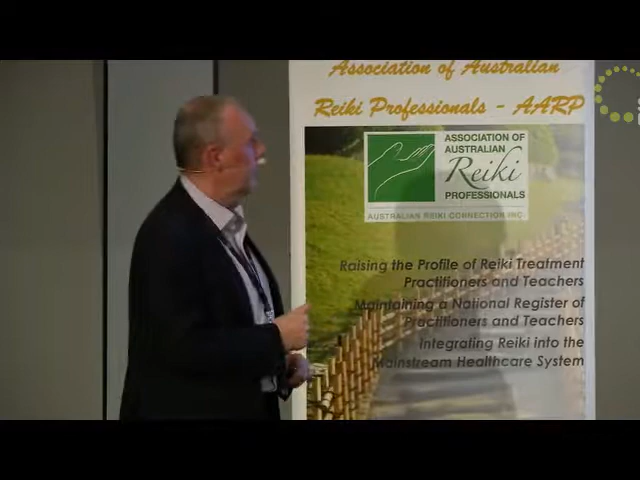 Association of Australian
Reiki Professionals - AARP
ASSOCIATION OF
AUSTRALIAN
Reiki
PROFESSIONALS
AUSTRALIAN REIKI CONNECTION INC.
Raising the Profile of Reiki Treatment
Practitioners and Teachers
Maintaining a National Register of
Practitioners and Teachers
Integrating Reiki into the
Mainstream Healthcare System